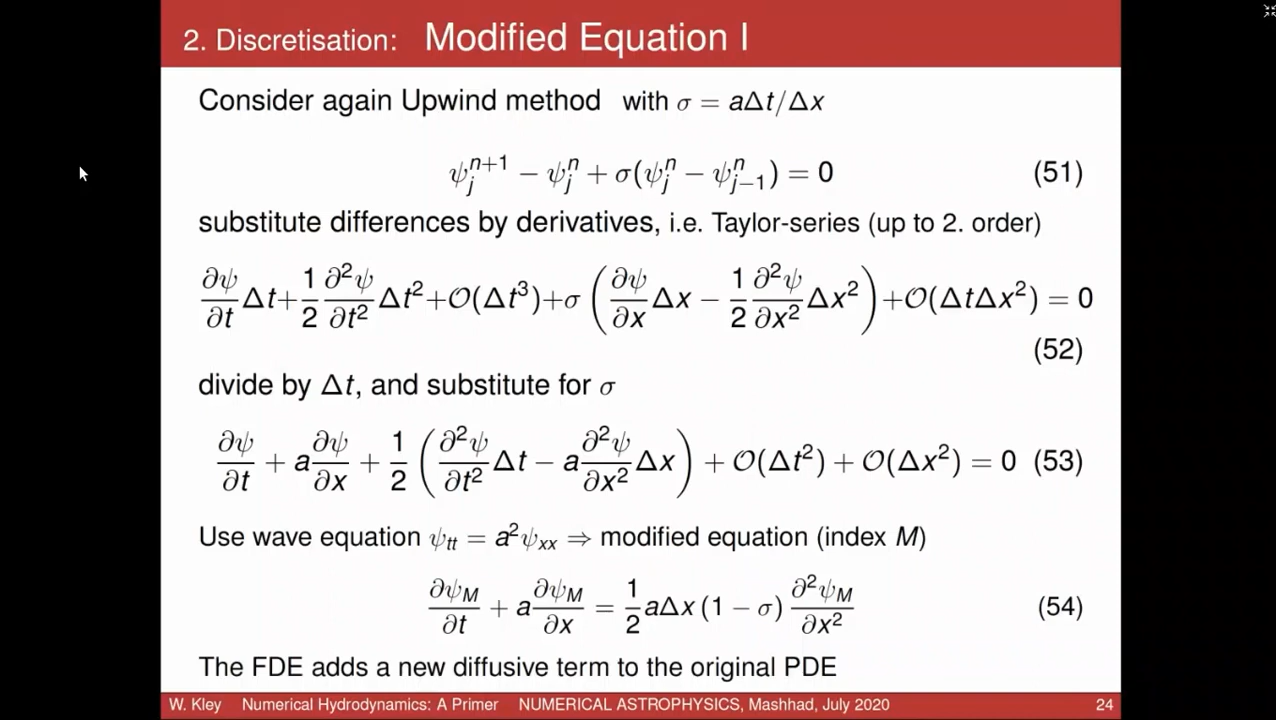 2. Discretisation: Modified Equation I
Consider again Upwind method with σ = aΔt/Δx
ψ_j^{n+1} − ψ_j^n + σ(ψ_j^n − ψ_{j−1}^n) = 0 (51)
substitute differences by derivatives, i.e. Taylor-series (up to 2. order)
∂ψ/∂t Δt + 1/2 ∂²ψ/∂t² Δt² + O(Δt³) + σ (∂ψ/∂x Δx − 1/2 ∂²ψ/∂x² Δx²) + O(ΔtΔx²) = 0
(52)
divide by Δt, and substitute for σ
∂ψ/∂t + a ∂ψ/∂x + 1/2 (∂²ψ/∂t² Δt − a ∂²ψ/∂x² Δx) + O(Δt²) + O(Δx²) = 0 (53)
Use wave equation ψ_tt = a²ψ_xx ⇒ modified equation (index M)
∂ψ_M/∂t + a ∂ψ_M/∂x = 1/2 aΔx (1 − σ) ∂²ψ_M/∂x² (54)
The FDE adds a new diffusive term to the original PDE
W. Kley Numerical Hydrodynamics: A Primer NUMERICAL ASTROPHYSICS, Mashhad, July 2020 24